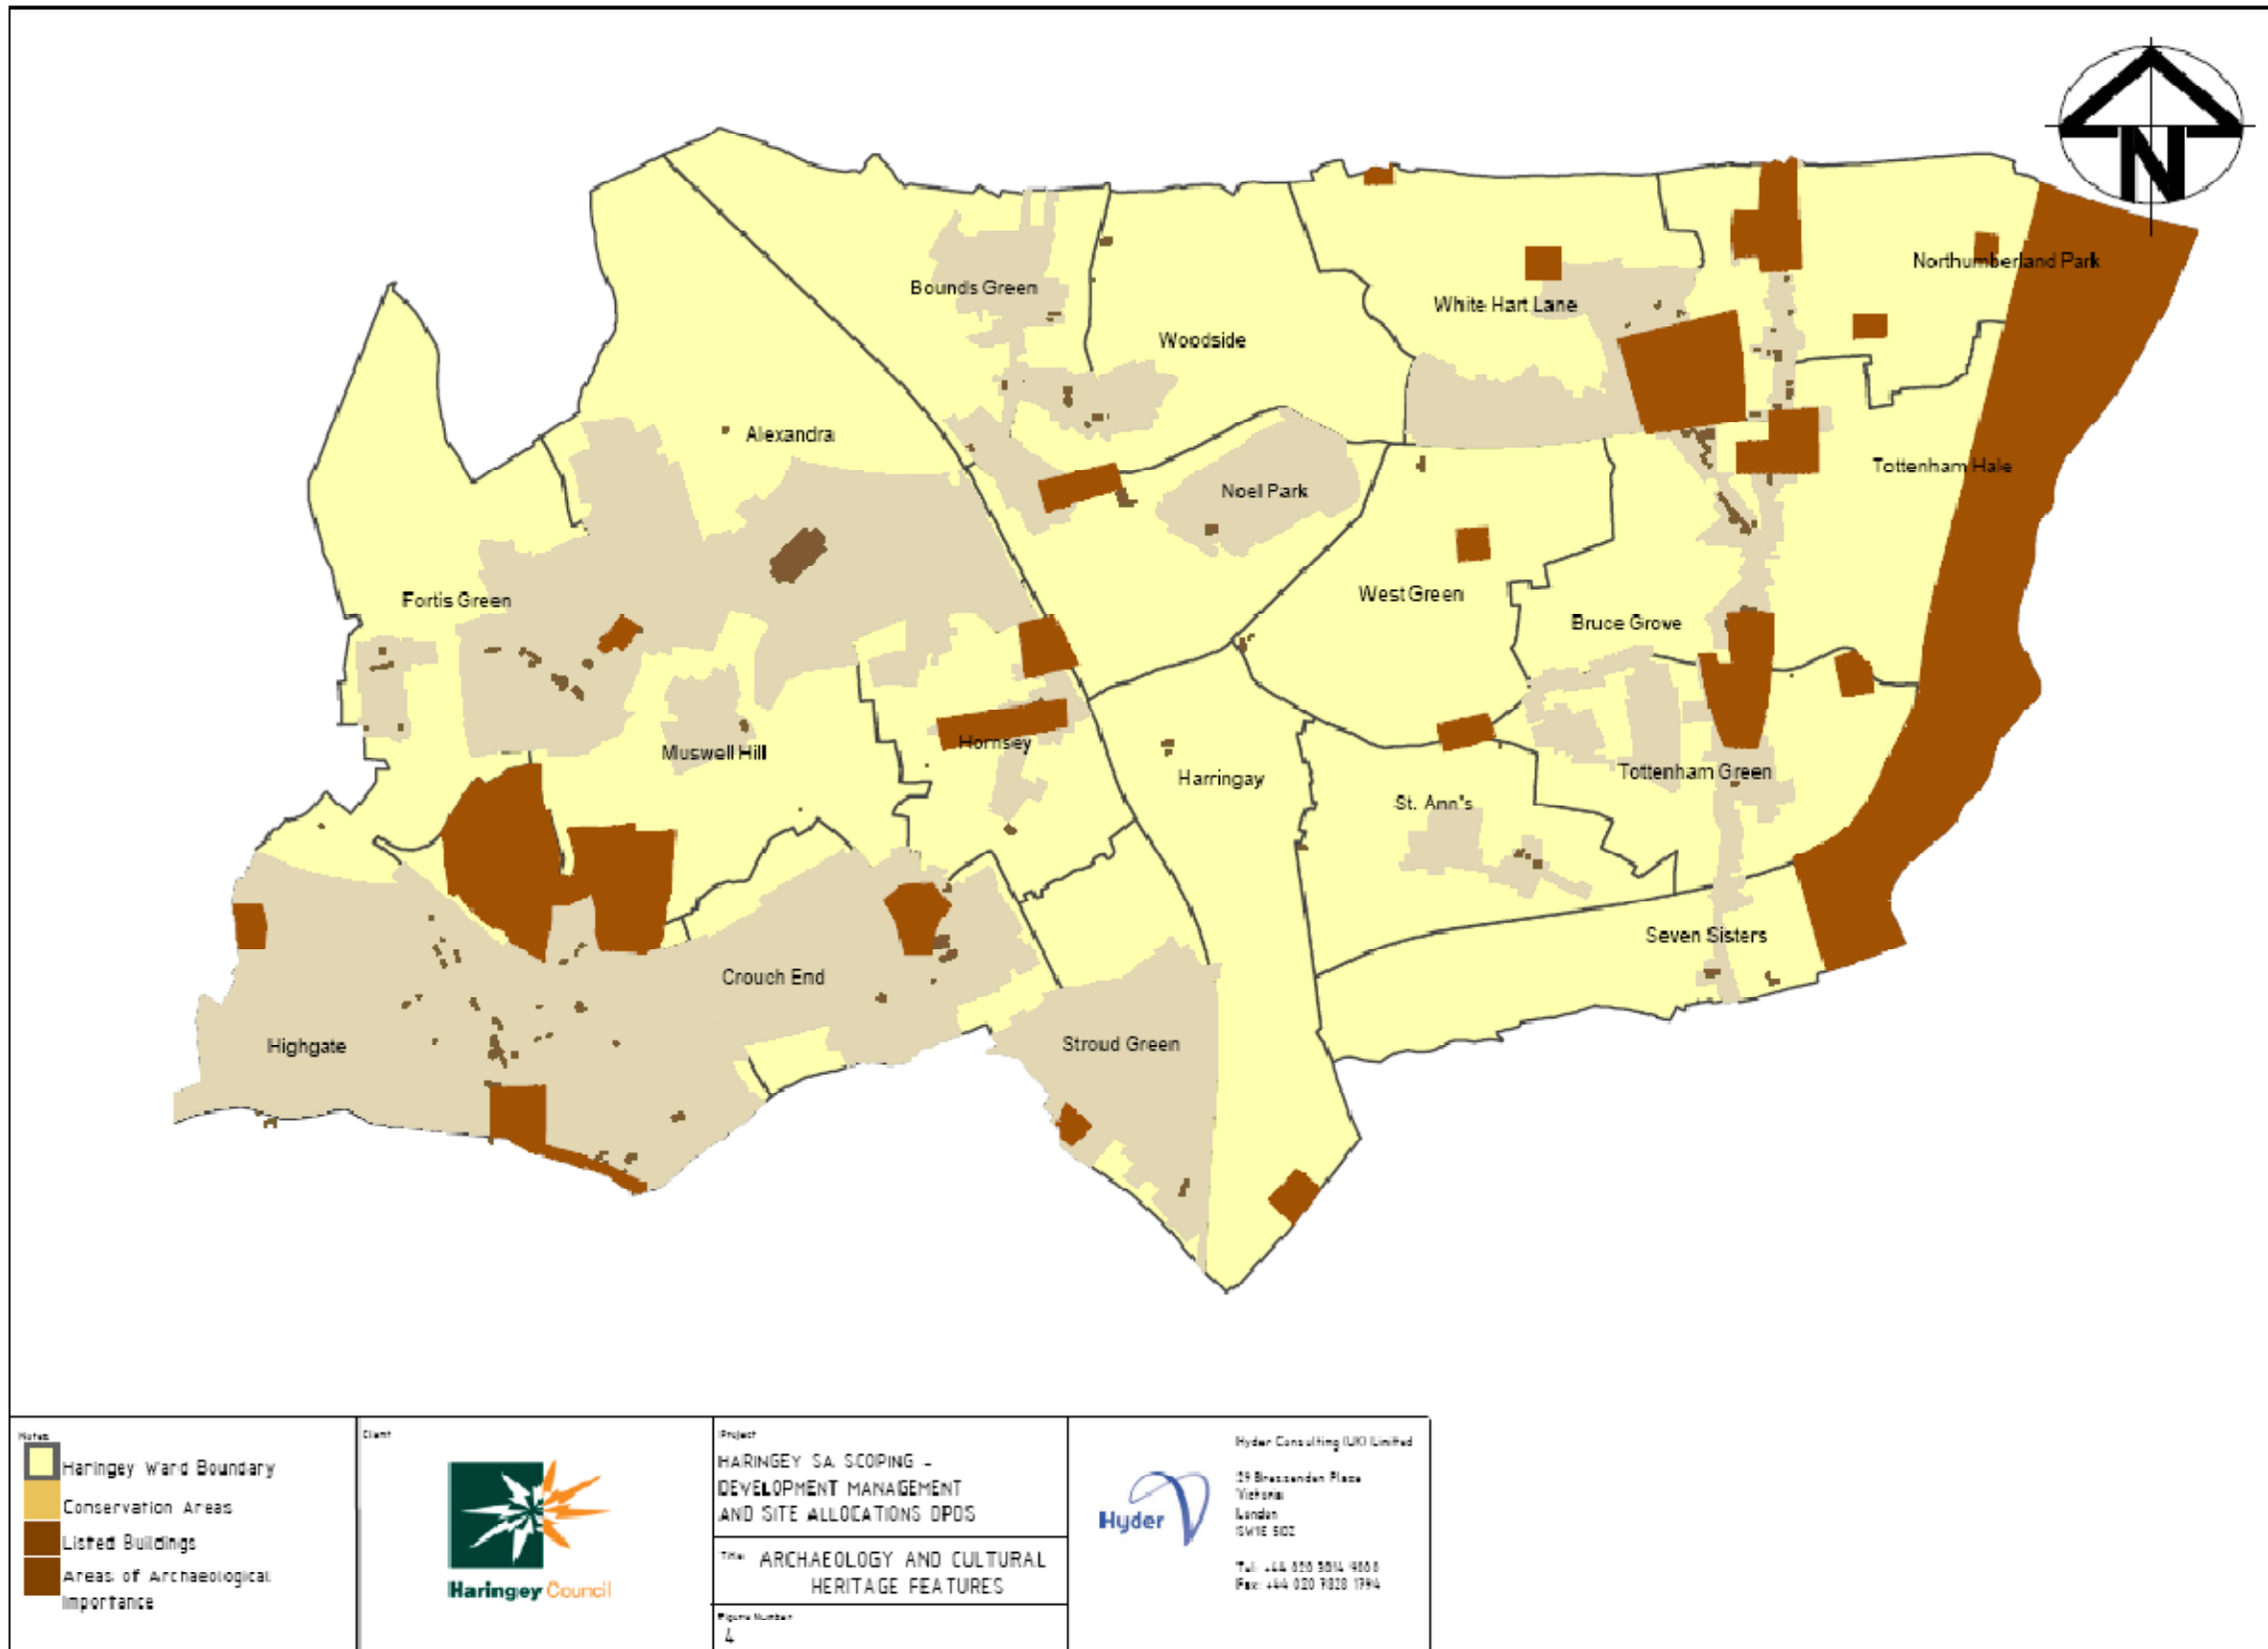 N
Northumberland Park
Bounds Green
White Hart Lane
Woodside
Alexandra
Tottenham Hale
Noel Park
Fortis Green
West Green
Bruce Grove
Hornsey
Muswell Hill
Tottenham Green
Harringay
St. Ann's
Seven Sisters
Crouch End
Highgate
Stroud Green
Notes
Haringey Ward Boundary
Conservation Areas
Listed Buildings
Areas of Archaeological
Importance
Client
Haringey Council
Project
HARINGEY SA SCOPING -
DEVELOPMENT MANAGEMENT
AND SITE ALLOCATIONS DPDS
Title ARCHAEOLOGY AND CULTURAL
HERITAGE FEATURES
Figure Number
4
Hyder
Hyder Consulting (UK) Limited
29 Bressenden Place
Victoria
London